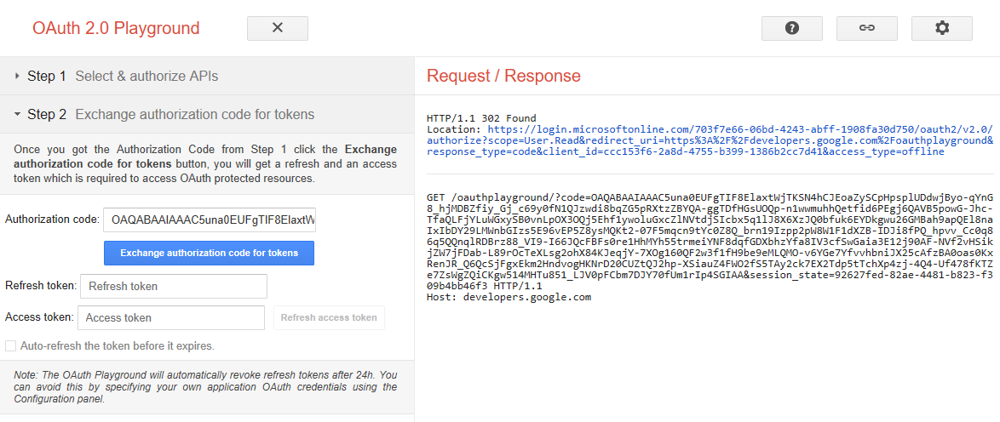 OAuth 2.0 Playground
Step 1 Select & authorize APIs
Step 2 Exchange authorization code for tokens
Once you got the Authorization Code from Step 1 click the Exchange
authorization code for tokens button, you will get a refresh and an access
token which is required to access OAuth protected resources.
Authorization code: OAQABAAIAAAC5una0EUFgTIF8ElaxtW
Exchange authorization code for tokens
Refresh token: Refresh token
Access token: Access token Refresh access token
Auto-refresh the token before it expires.
Note: The OAuth Playground will automatically revoke refresh tokens after 24h. You
can avoid this by specifying your own application OAuth credentials using the
Configuration panel.
Request / Response
HTTP/1.1 302 Found
Location: https://login.microsoftonline.com/703f7e66-06bd-4243-abff-1908fa30d750/oauth2/v2.0/
authorize?scope=User.Read&redirect_uri=https%3A%2F%2Fdevelopers.google.com%2Foauthplayground&
response_type=code&client_id=ccc153f6-2a8d-4755-b399-1386b2cc7d41&access_type=offline
GET /oauthplayground/?code=OAQABAAIAAAC5una0EUFgTIF8ElaxtWjTKSN4hCJEoaZySCpHpsplUDdwjByo-qYnG
8_hjMDBZfiy_Gj_c69y0fN1QJzwdi8bqZG5pRXtzZBYQA-ggTDfHGsUOQp-n1wwmuhhQetfid6PEgj6QAVB5powG-Jhc-
TfaQLFjYLuWGxySB0vnLpOX3OQj5Ehf1ywoluGxcZlNVtdjSIcbx5q1lJ8X6XzJQ0bfuk6EYDkgwu26GMBah9apQEl8na
IxIbDY29LMWnbGIzs5E96vEP5Z8ysMQKt2-07F5mqcn9tYc0Z8Q_brn19Izpp2pW8W1F1dXZB-IDJi8fPQ_hpvv_Cc0q8
6q5QQnqlRDBrz88_VI9-I66JQcFBFs0re1HhMYh55trmeiYNF8dqfGDXbhzYfa8IV3cfSwGaia3E12j90AF-NVf2vHSik
jZW7jFDab-L89rOcTeXLsg2ohX84KJeqjY-7XOg160QF2w3f1fH9be9eMLQMO-v6YGe7YfvvhbniJX25cAfzBA0oas0Kx
RenJR_Q6QcSjFgxEkm2HndvogHKNrD20CUZtQJ2hp-XSiauZ4FWO2fS5TAy2ck7EX2Tdp5tTchXp4zj-4Q4-Uf478fKTZ
e7ZsWgZQiCKgw514MHTu851_LJV0pFCbm7DJY70fUm1rIp4SGIAA&session_state=92627fed-82ae-4481-b823-f3
09b4bb46f3 HTTP/1.1
Host: developers.google.com